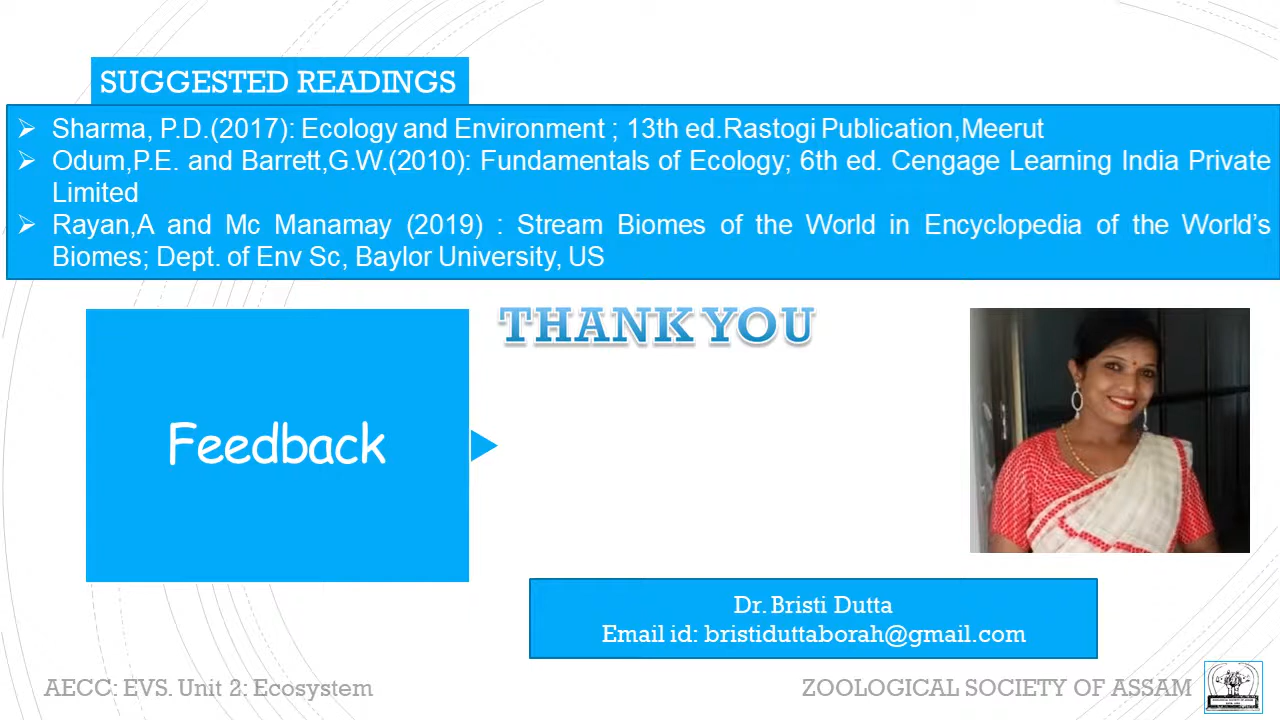 SUGGESTED READINGS
➢ Sharma, P.D.(2017): Ecology and Environment ; 13th ed.Rastogi Publication,Meerut
➢ Odum,P.E. and Barrett,G.W.(2010): Fundamentals of Ecology; 6th ed. Cengage Learning India Private
Limited
➢ Rayan,A and Mc Manamay (2019) : Stream Biomes of the World in Encyclopedia of the World’s
Biomes; Dept. of Env Sc, Baylor University, US
THANK YOU
Feedback
Dr. Bristi Dutta
Email id: bristiduttaborah@gmail.com
AECC: EVS. Unit 2: Ecosystem
ZOOLOGICAL SOCIETY OF ASSAM